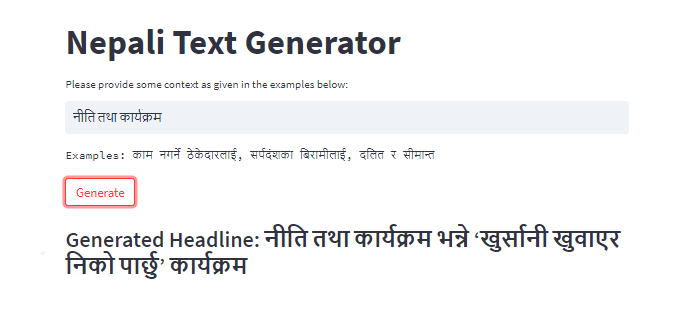 Nepali Text Generator
Please provide some context as given in the examples below:
नीति तथा कार्यक्रम
Examples: काम नगर्ने ठेकेदारलाई, सर्पदंशका बिरामीलाई, दलित र सीमान्त
Generate
Generated Headline: नीति तथा कार्यक्रम भन्ने ‘खुर्सानी खुवाएर
निको पार्छु’ कार्यक्रम